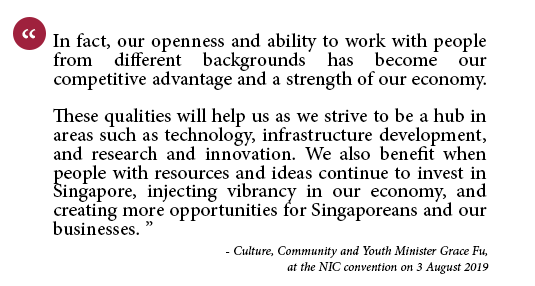 “
In fact, our openness and ability to work with people
from different backgrounds has become our
competitive advantage and a strength of our economy.
These qualities will help us as we strive to be a hub in
areas such as technology, infrastructure development,
and research and innovation. We also benefit when
people with resources and ideas continue to invest in
Singapore, injecting vibrancy in our economy, and
creating more opportunities for Singaporeans and our
businesses. ”
- Culture, Community and Youth Minister Grace Fu,
at the NIC convention on 3 August 2019